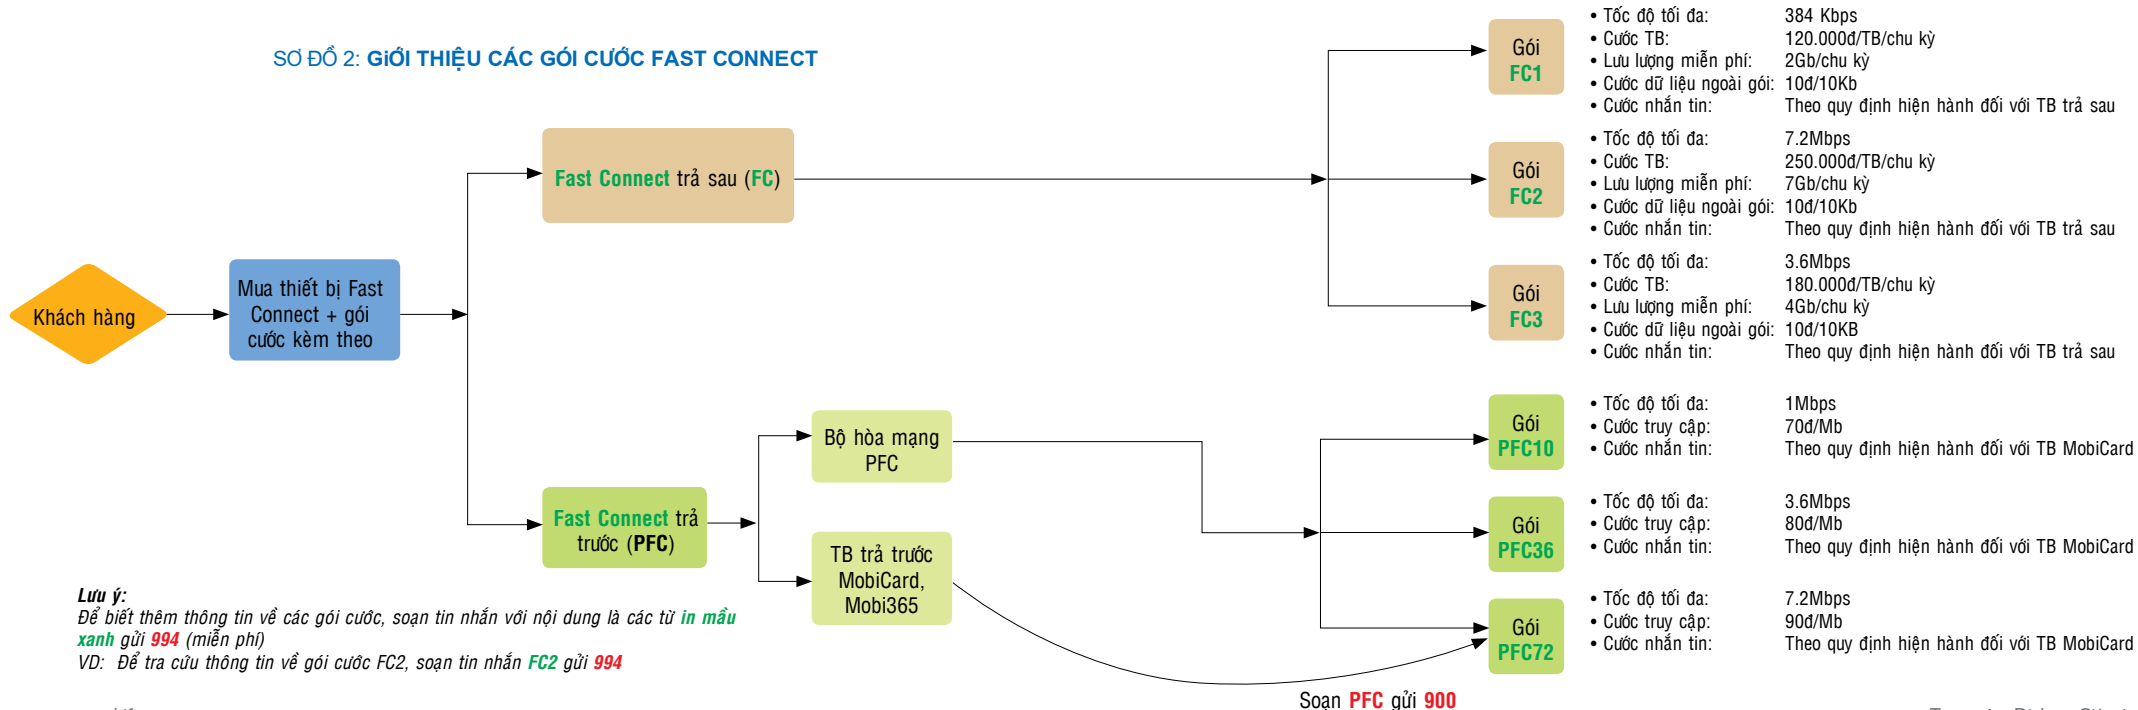 SƠ ĐỒ 2: GiỚI THIỆU CÁC GÓI CƯỚC FAST CONNECT
Khách hàng
Mua thiết bị Fast
Connect + gói
cước kèm theo
Fast Connect trả sau (FC)
Gói
FC1
• Tốc độ tối đa: 384 Kbps
• Cước TB: 120.000đ/TB/chu kỳ
• Lưu lượng miễn phí: 2Gb/chu kỳ
• Cước dữ liệu ngoài gói: 10đ/10Kb
• Cước nhắn tin: Theo quy định hiện hành đối với TB trả sau
Gói
FC2
• Tốc độ tối đa: 7.2Mbps
• Cước TB: 250.000đ/TB/chu kỳ
• Lưu lượng miễn phí: 7Gb/chu kỳ
• Cước dữ liệu ngoài gói: 10đ/10Kb
• Cước nhắn tin: Theo quy định hiện hành đối với TB trả sau
Gói
FC3
• Tốc độ tối đa: 3.6Mbps
• Cước TB: 180.000đ/TB/chu kỳ
• Lưu lượng miễn phí: 4Gb/chu kỳ
• Cước dữ liệu ngoài gói: 10đ/10KB
• Cước nhắn tin: Theo quy định hiện hành đối với TB trả sau
Fast Connect trả
trước (PFC)
Bộ hòa mạng
PFC
TB trả trước
MobiCard,
Mobi365
Gói
PFC10
• Tốc độ tối đa: 1Mbps
• Cước truy cập: 70đ/Mb
• Cước nhắn tin: Theo quy định hiện hành đối với TB MobiCard
Gói
PFC36
• Tốc độ tối đa: 3.6Mbps
• Cước truy cập: 80đ/Mb
• Cước nhắn tin: Theo quy định hiện hành đối với TB MobiCard
Gói
PFC72
• Tốc độ tối đa: 7.2Mbps
• Cước truy cập: 90đ/Mb
• Cước nhắn tin: Theo quy định hiện hành đối với TB MobiCard
Soạn PFC gửi 900
Lưu ý:
Để biết thêm thông tin về các gói cước, soạn tin nhắn với nội dung là các từ in mầu
xanh gửi 994 (miễn phí)
VD: Để tra cứu thông tin về gói cước FC2, soạn tin nhắn FC2 gửi 994